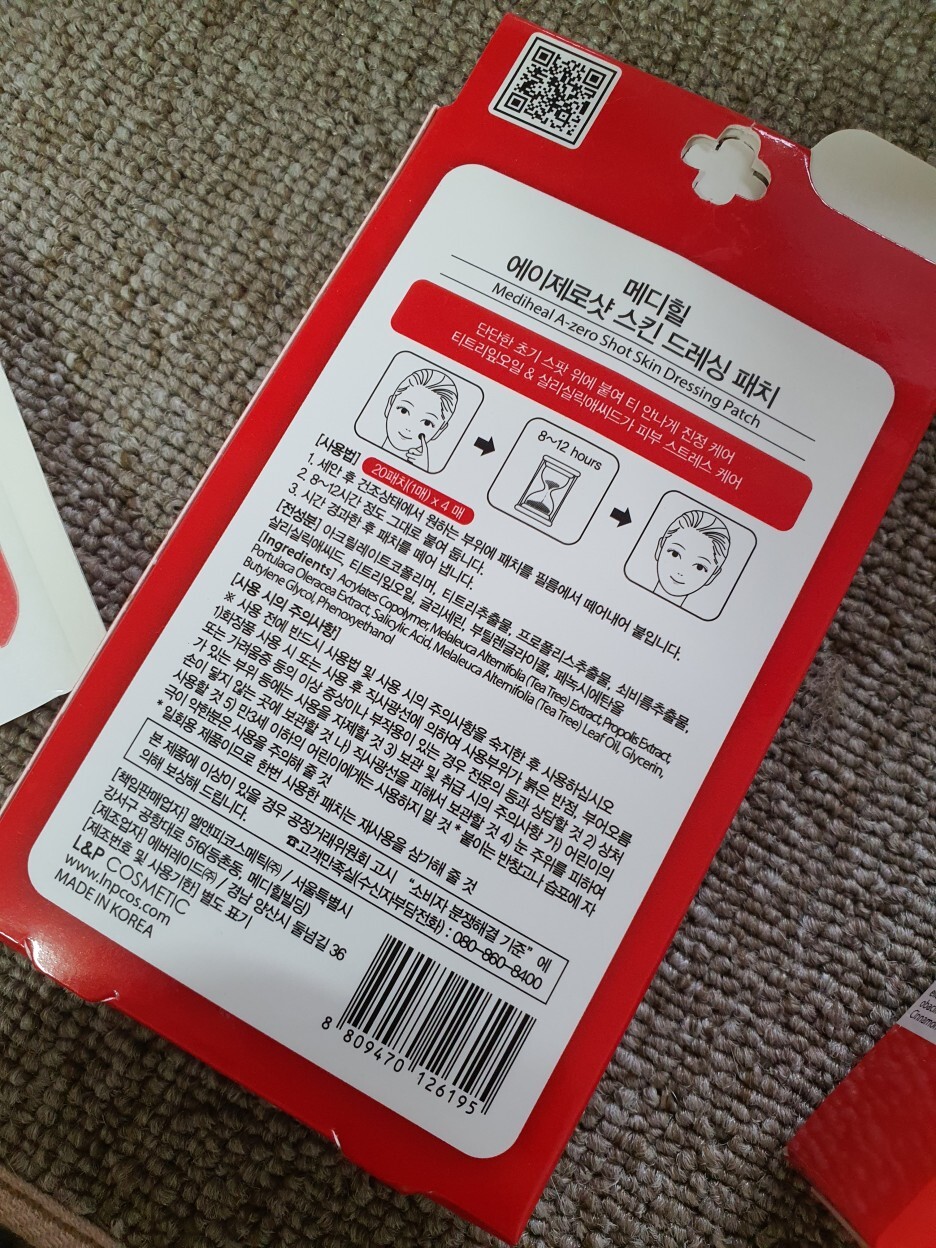 메디힐
에이제로샷 스킨 드레싱 패치
Mediheal A-zero Shot Skin Dressing Patch
단단한 초기 스팟 위에 붙여 티 안나게 진정 케어
티트리잎오일 & 살리실릭애씨드가 피부 스트레스 케어
8~12 hours
[사용법] 20패치(1매) x 4 매
1. 세안 후 건조상태에서 원하는 부위에 패치를 필름에서 떼어내어 붙입니다.
2. 8~12시간 정도 그대로 붙여 둡니다.
3. 시간 경과한 후 패치를 떼어 냅니다.
[전성분] 아크릴레이트코폴리머, 티트리추출물, 프로폴리스추출물, 쇠비름추출물,
살리실릭애씨드, 티트리잎오일, 글리세린, 부틸렌글라이콜, 페녹시에탄올
[Ingredients] Acrylates Copolymer, Melaleuca Alternifolia (Tea Tree) Extract, Propolis Extract,
Portulaca Oleracea Extract, Salicylic Acid, Melaleuca Alternifolia (Tea Tree) Leaf Oil, Glycerin,
Butylene Glycol, Phenoxyethanol
[사용 시의 주의사항]
※ 사용 전에 반드시 사용법 및 사용 시의 주의사항을 숙지한 후 사용하십시오
1)화장품 사용 시 또는 사용 후 직사광선에 의하여 사용부위가 붉은 반점, 부어오름
또는 가려움증 등의 이상 증상이나 부작용이 있는 경우 전문의 등과 상담할 것 2) 상처
가 있는 부위 등에는 사용을 자제할 것 3) 보관 및 취급 시의 주의사항 가) 어린이의
손이 닿지 않는 곳에 보관할 것 나) 직사광선을 피해서 보관할 것 4) 눈 주위를 피하여
사용할 것 5) 만3세 이하의 어린이에게는 사용하지 말 것 * 붙이는 반창고나 습포에 자
극이 있었던 분은 사용을 주의해 줄 것
* 일회용 제품이므로 한번 사용한 패치는 재사용을 삼가해 줄 것
본 제품에 이상이 있을 경우 공정거래위원회 고시 "소비자 분쟁해결 기준" 에
의해 보상해 드립니다. ☎고객만족실(수신자부담전화) : 080-860-8400
[책임판매업자] 엘앤피코스메틱㈜ / 서울특별시
강서구 공항대로 516(등촌동, 메디힐빌딩)
[제조업자] 에버레이드㈜ / 경남 양산시 둘넘길 36
[제조번호 및 사용기한] 별도 표기
L&P COSMETIC
www.lnpcos.com
MADE IN KOREA
8 809470 126195